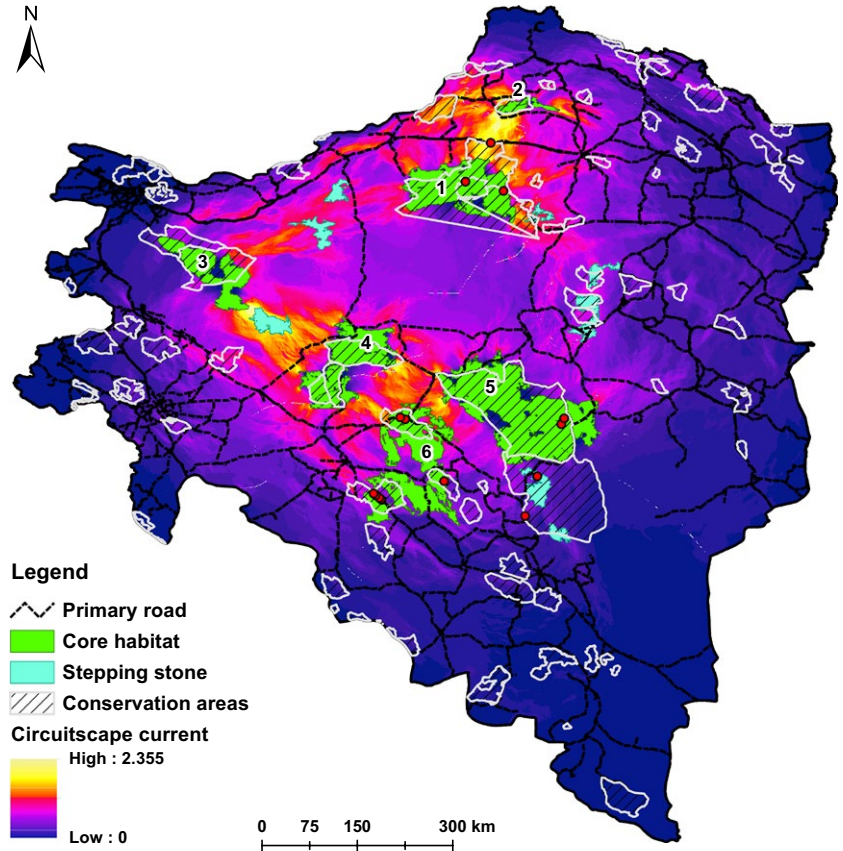 N
2
1
3
4
5
6
Legend
Primary road
Core habitat
Stepping stone
Conservation areas
Circuitscape current
High : 2.355
Low : 0
0 75 150 300 km